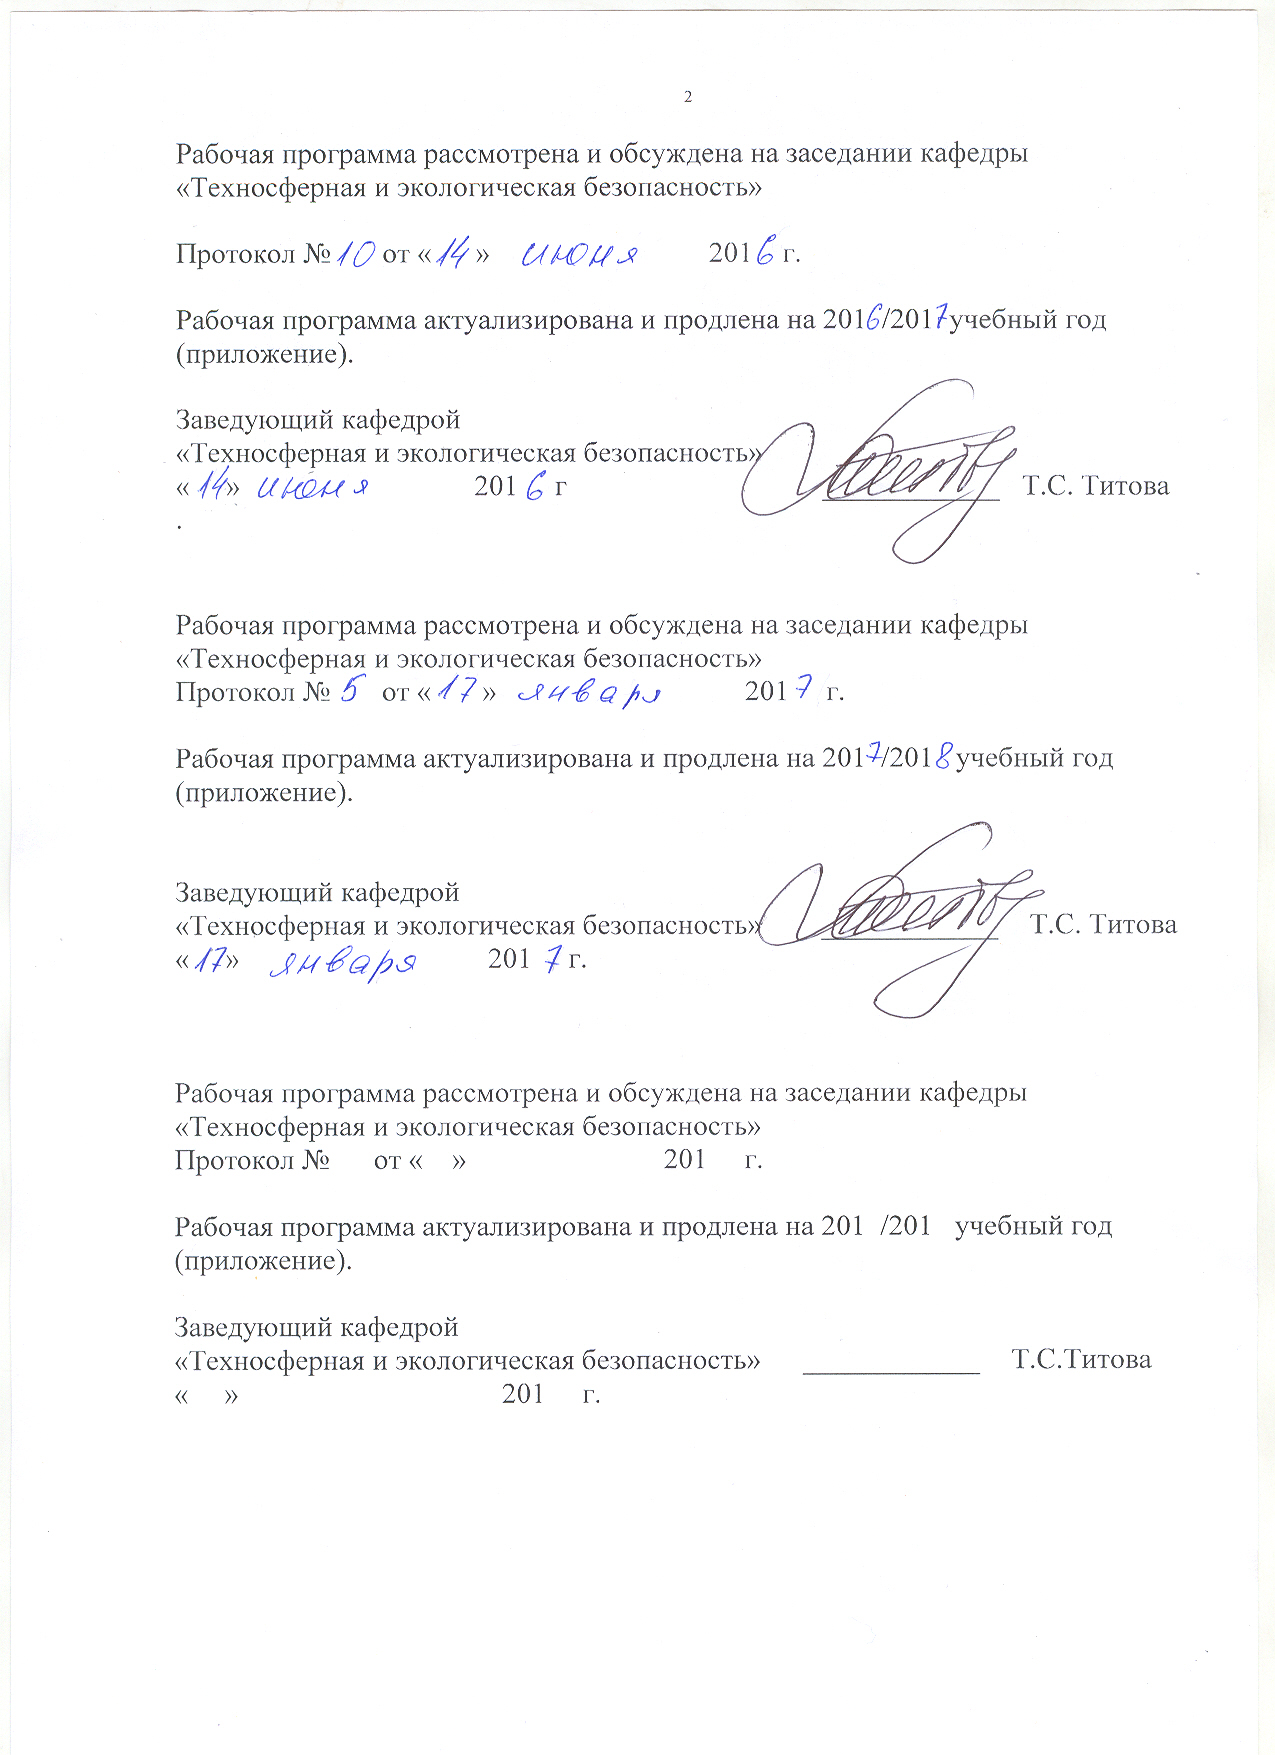 2
Рабочая программа рассмотрена и обсуждена на заседании кафедры
«Техносферная и экологическая безопасность»
Протокол № 10 от «14» июня 2016 г.
Рабочая программа актуализирована и продлена на 2016/2017 учебный год
(приложение).
Заведующий кафедрой
«Техносферная и экологическая безопасность»
«14» июня 2016 г Т.С. Титова
.
Рабочая программа рассмотрена и обсуждена на заседании кафедры
«Техносферная и экологическая безопасность»
Протокол № 5 от «17» января 2017 г.
Рабочая программа актуализирована и продлена на 2017/2018 учебный год
(приложение).
Заведующий кафедрой
«Техносферная и экологическая безопасность» Т.С. Титова
«17» января 2017 г.
Рабочая программа рассмотрена и обсуждена на заседании кафедры
«Техносферная и экологическая безопасность»
Протокол № от « » 201 г.
Рабочая программа актуализирована и продлена на 201 /201 учебный год
(приложение).
Заведующий кафедрой
«Техносферная и экологическая безопасность» _____________ Т.С.Титова
« » 201 г.